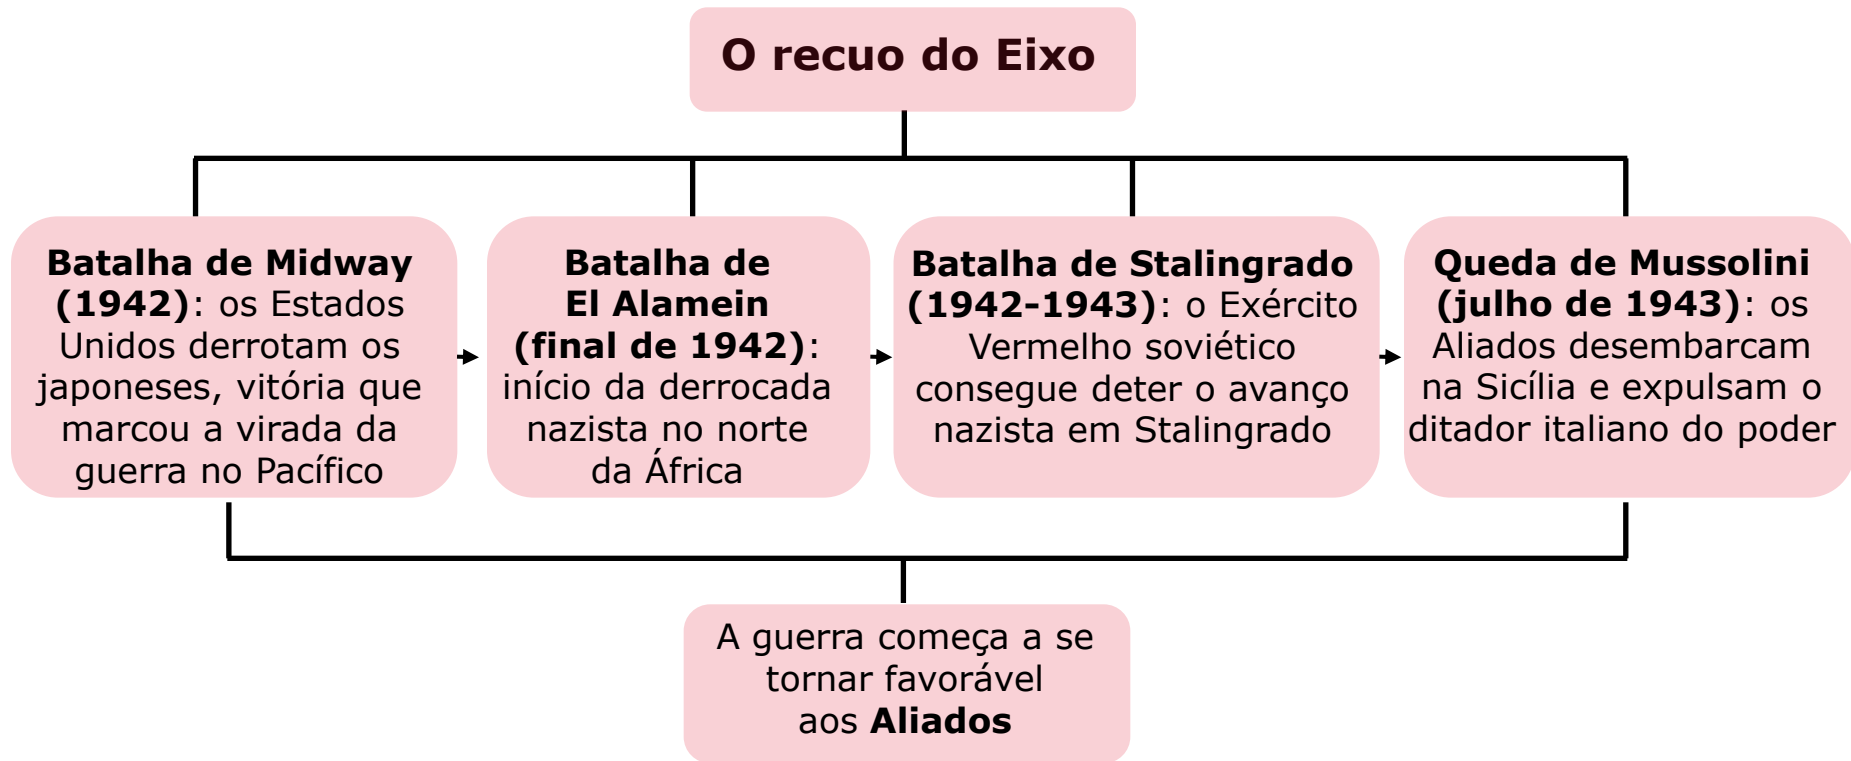 O recuo do Eixo
Batalha de Midway
(1942): os Estados
Unidos derrotam os
japoneses, vitória que
marcou a virada da
guerra no Pacífico
Batalha de
El Alamein
(final de 1942):
início da derrocada
nazista no norte
da África
Batalha de Stalingrado
(1942-1943): o Exército
Vermelho soviético
consegue deter o avanço
nazista em Stalingrado
Queda de Mussolini
(julho de 1943): os
Aliados desembarcam
na Sicília e expulsam o
ditador italiano do poder
A guerra começa a se
tornar favorável
aos Aliados